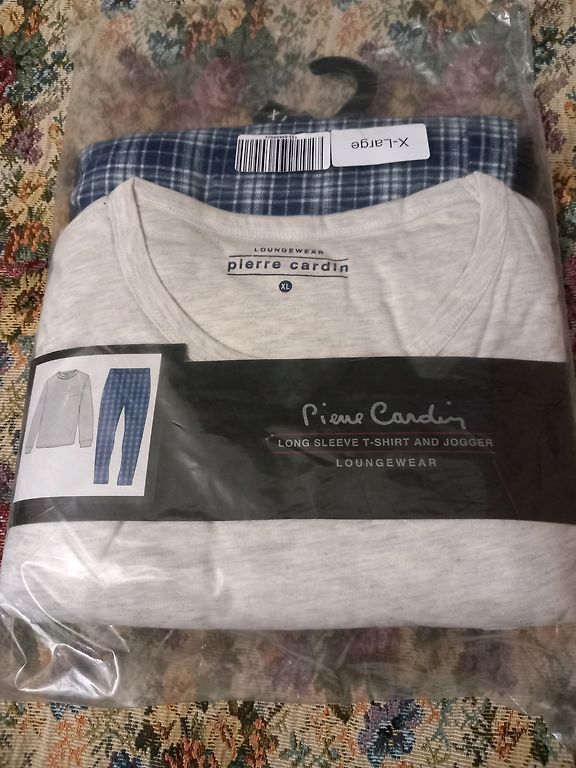 X-Large
LOUNGEWEAR
pierre cardin
XL
Pierre Cardin
LONG SLEEVE T-SHIRT AND JOGGER
LOUNGEWEAR